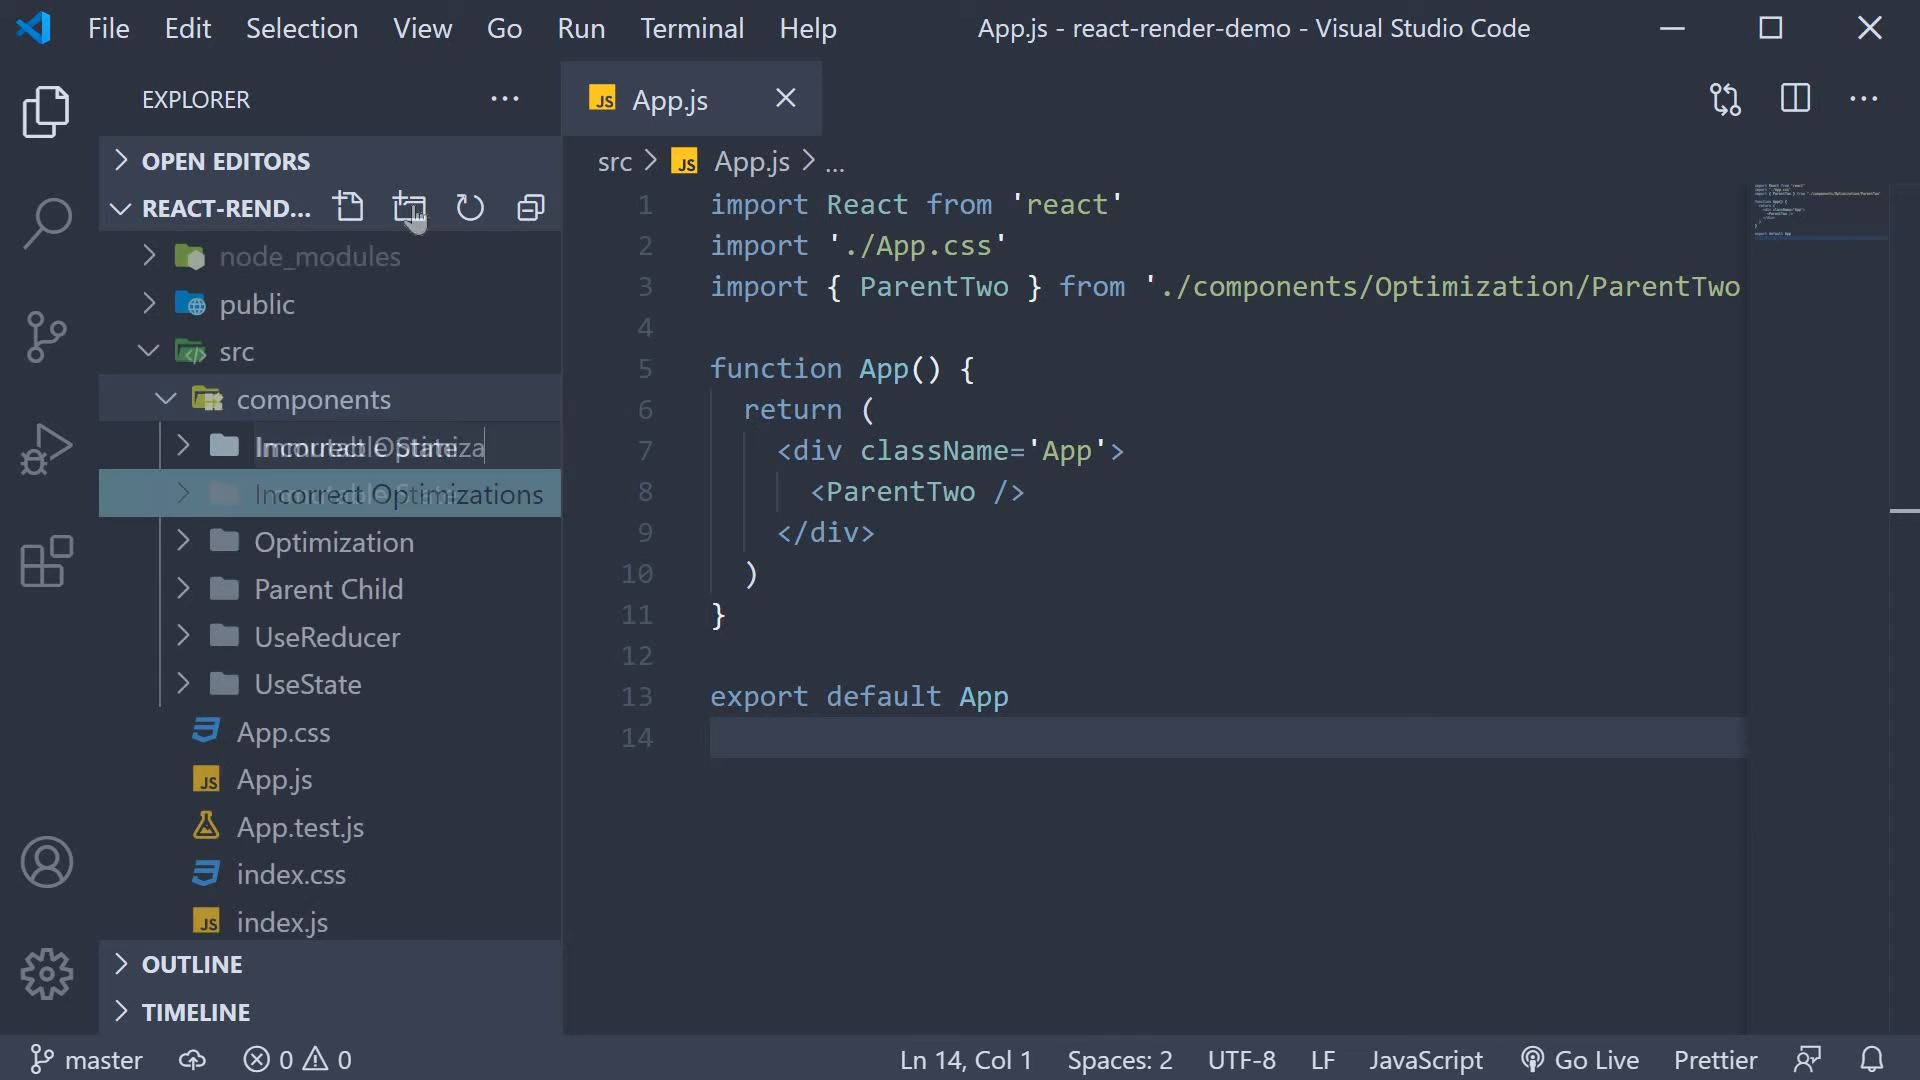 File Edit Selection View Go Run Terminal Help App.js - react-render-demo - Visual Studio Code
EXPLORER
OPEN EDITORS
REACT-REND...
node_modules
public
src
components
Incorrect Optimizations
Optimization
Parent Child
UseReducer
UseState
App.css
App.js
App.test.js
index.css
index.js
OUTLINE
TIMELINE
JS App.js
src > JS App.js > ...
1 import React from 'react'
2 import './App.css'
3 import { ParentTwo } from './components/Optimization/ParentTwo
4
5 function App() {
6 return (
7 <div className='App'>
8 <ParentTwo />
9 </div>
10 )
11 }
12
13 export default App
14
master 0 0 Ln 14, Col 1 Spaces: 2 UTF-8 LF JavaScript Go Live Prettier